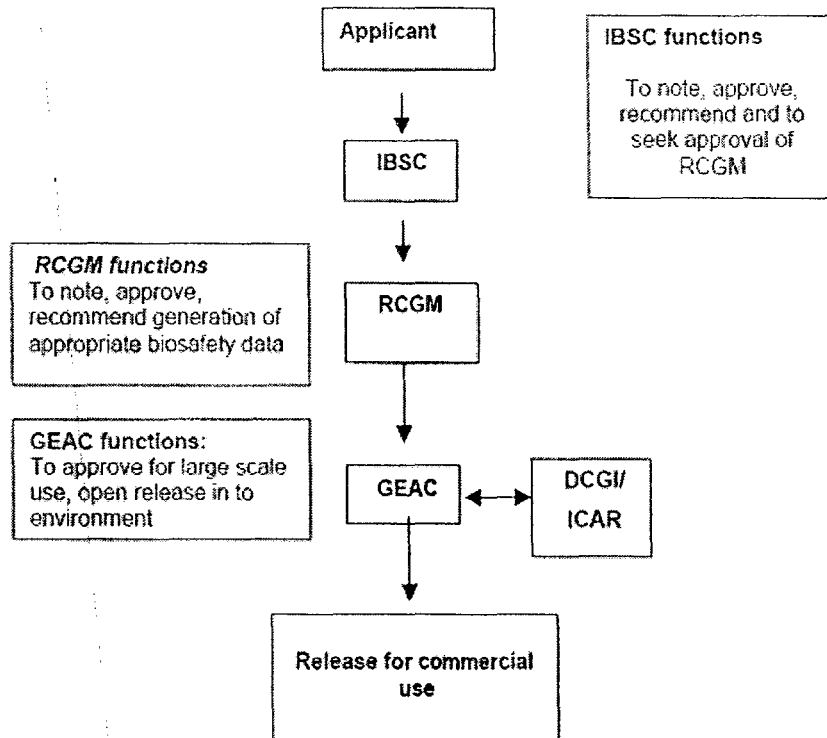 Applicant
IBSC functions
To note, approve,
recommend and to
seek approval of
RCGM
IBSC
RCGM functions
To note, approve,
recommend generation of
appropriate biosafety data
RCGM
GEAC functions:
To approve for large scale
use, open release in to
environment
GEAC
DCGI/
ICAR
Release for commercial
use